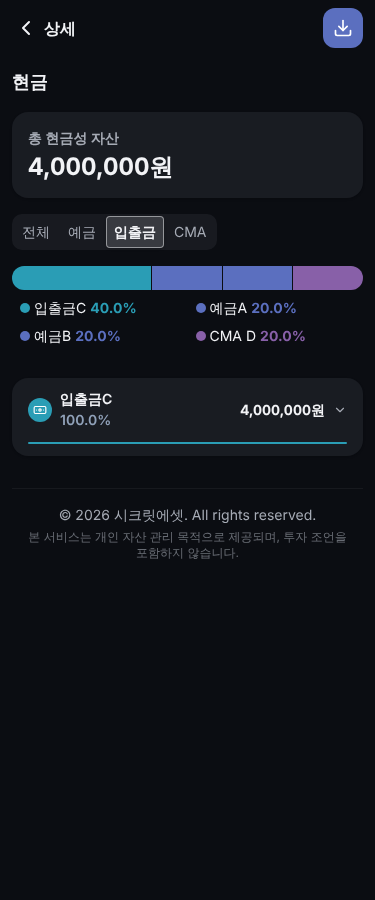 상세
현금
총 현금성 자산
4,000,000원
전체 예금 입출금 CMA
입출금C 40.0% 예금A 20.0%
예금B 20.0% CMA D 20.0%
입출금C
100.0%
4,000,000원
© 2026 시크릿에셋. All rights reserved.
본 서비스는 개인 자산 관리 목적으로 제공되며, 투자 조언을
포함하지 않습니다.